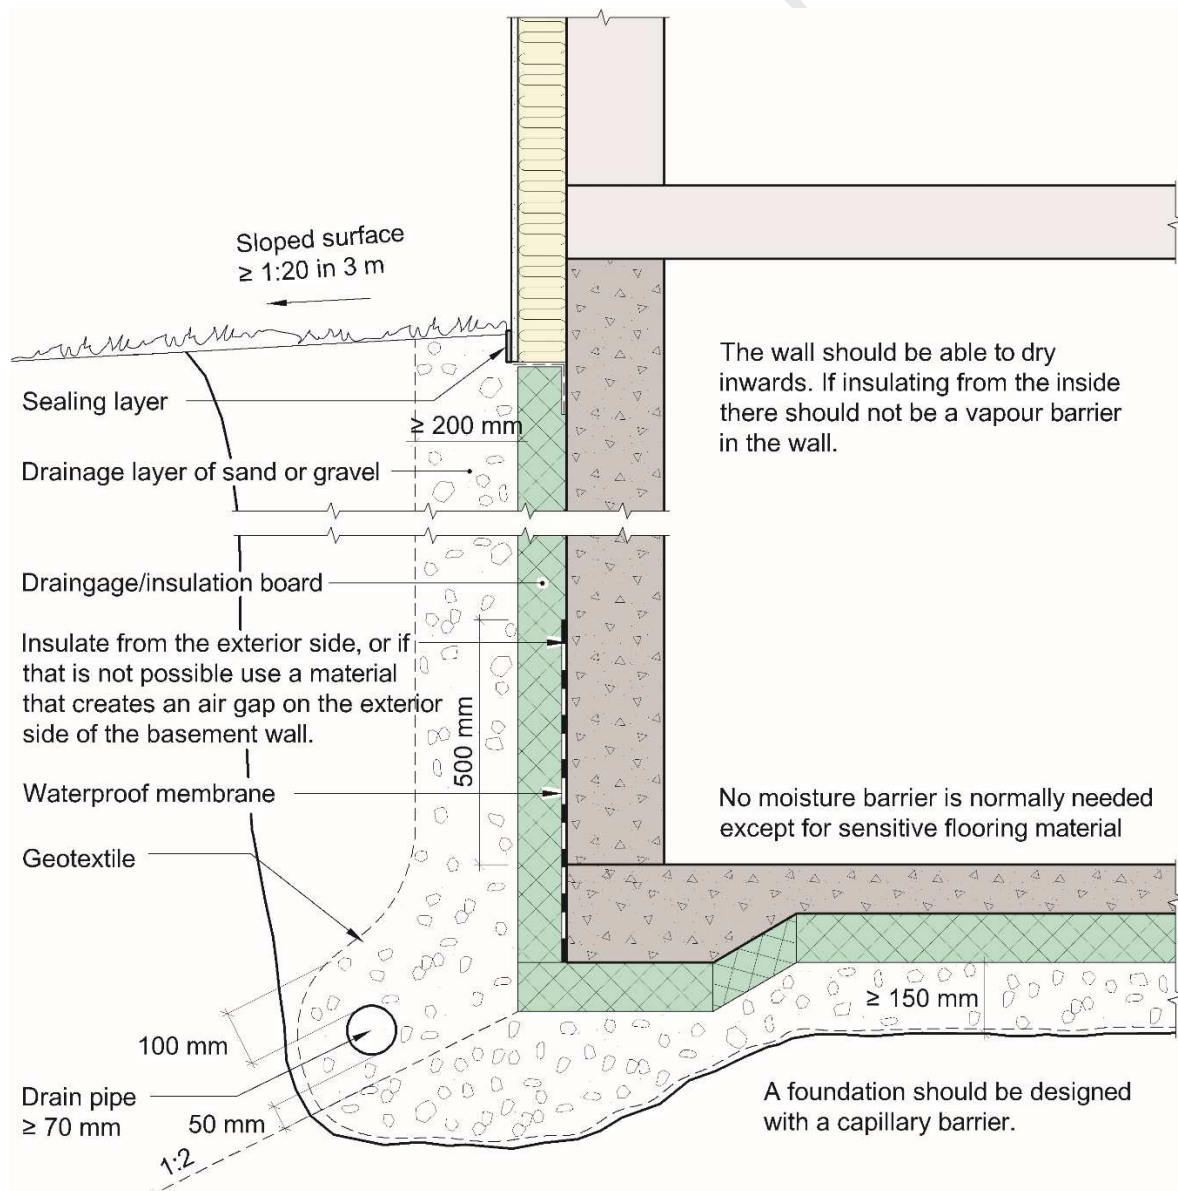 Sloped surface
≥ 1:20 in 3 m
The wall should be able to dry
inwards. If insulating from the inside
there should not be a vapour barrier
in the wall.
Sealing layer
≥ 200 mm
Drainage layer of sand or gravel
Draingage/insulation board
Insulate from the exterior side, or if
that is not possible use a material
that creates an air gap on the exterior
side of the basement wall.
500 mm
Waterproof membrane
No moisture barrier is normally needed
except for sensitive flooring material
Geotextile
≥ 150 mm
100 mm
Drain pipe
≥ 70 mm
50 mm
1:2
A foundation should be designed
with a capillary barrier.